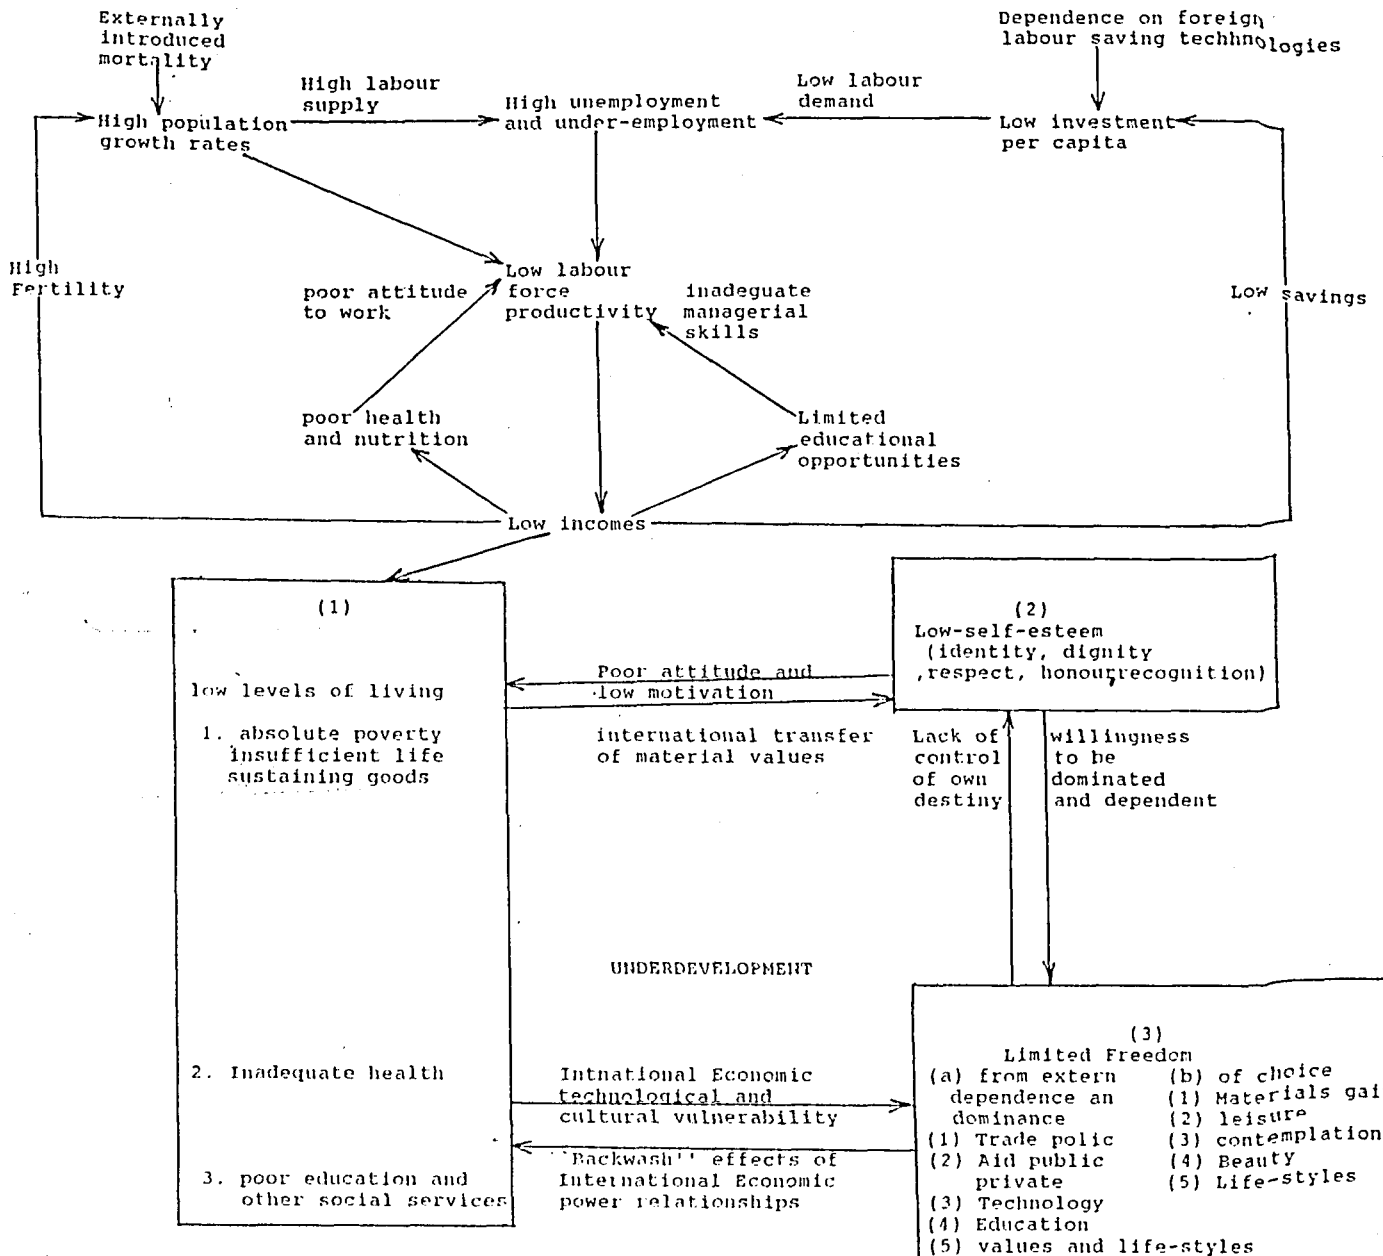 Externally
introduced
mortality
Dependence on foreign
labour saving techhnologies
High labour
supply
Low labour
demand
High population
growth rates
High unemployment
and under-employment
Low investment
per capita
High
Fertility
Low labour
force
productivity
poor attitude
to work
inadeguate
managerial
skills
Low savings
poor health
and nutrition
Limited
educational
opportunities
Low incomes
(1)
low levels of living
1. absolute poverty
insufficient life
sustaining goods
2. Inadequate health
3. poor education and
other social services
(2)
Low-self-esteem
(identity, dignity
,respect, honour,recognition)
Poor attitude and
low motivation
international transfer
of material values
Lack of
control
of own
destiny
willingness
to be
dominated
and dependent
UNDERDEVELOPMENT
Intnational Economic
technological and
cultural vulnerability
``Backwash'' effects of
International Economic
power relationships
(3)
Limited Freedom
(a) from extern
dependence an
dominance
(1) Trade polic
(2) Aid public
private
(3) Technology
(4) Education
(5) values and life-styles
(b) of choice
(1) Materials gai
(2) leisure
(3) contemplation
(4) Beauty
(5) Life-styles